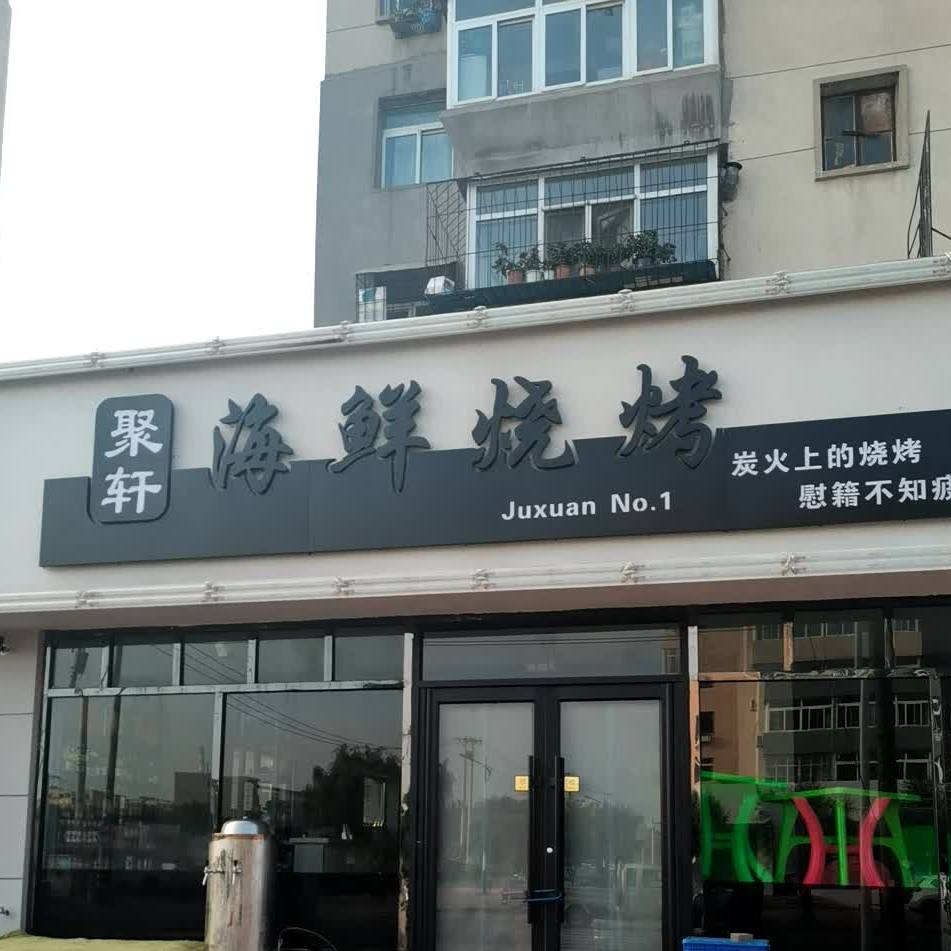 聚轩
海鲜烧烤
Juxuan No.1
炭火上的烧烤
慰籍不知疲